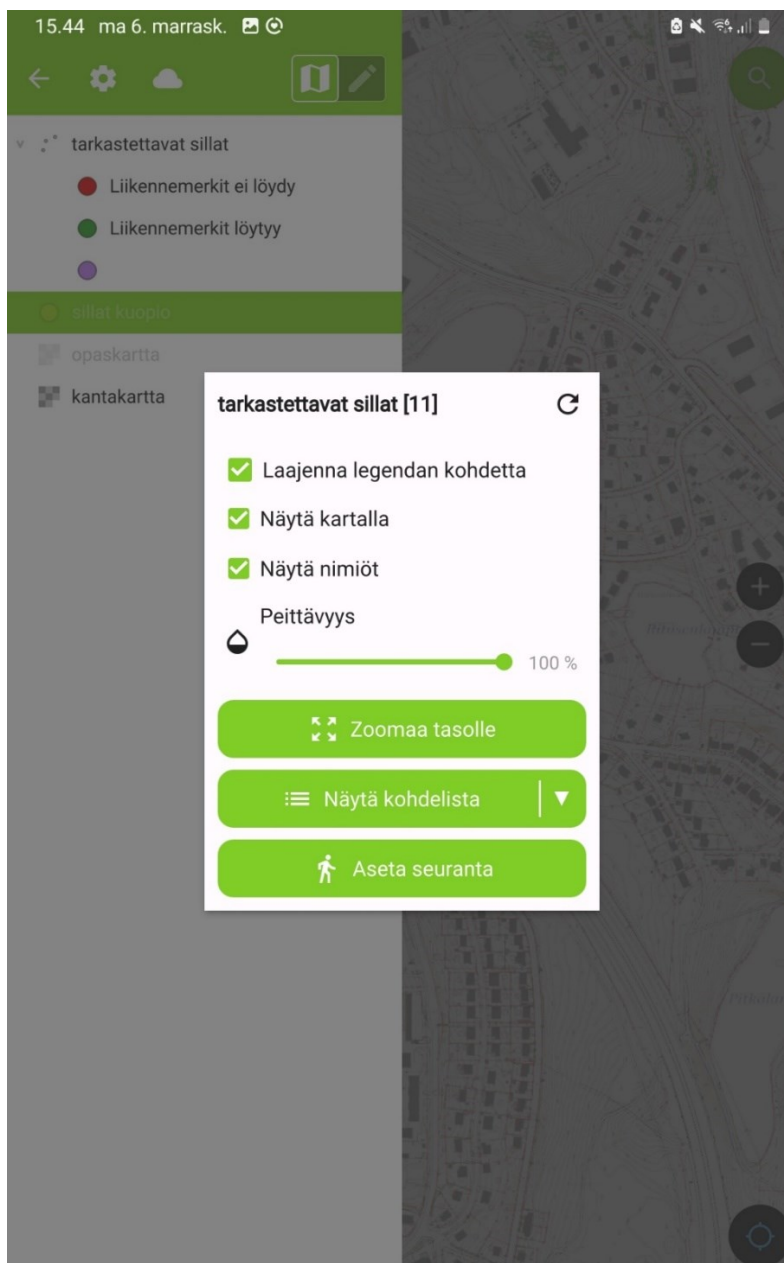 15.44 ma 6. marrask.
tarkastettavat sillat
Liikennemerkit ei löydy
Liikennemerkit löytyy
sillat kuopio
opaskartta
kantakartta
tarkastettavat sillat [11]
Laajenna legendan kohdetta
Näytä kartalla
Näytä nimiöt
Peittävyys
100 %
Zoomaa tasolle
Näytä kohdelista
Aseta seuranta